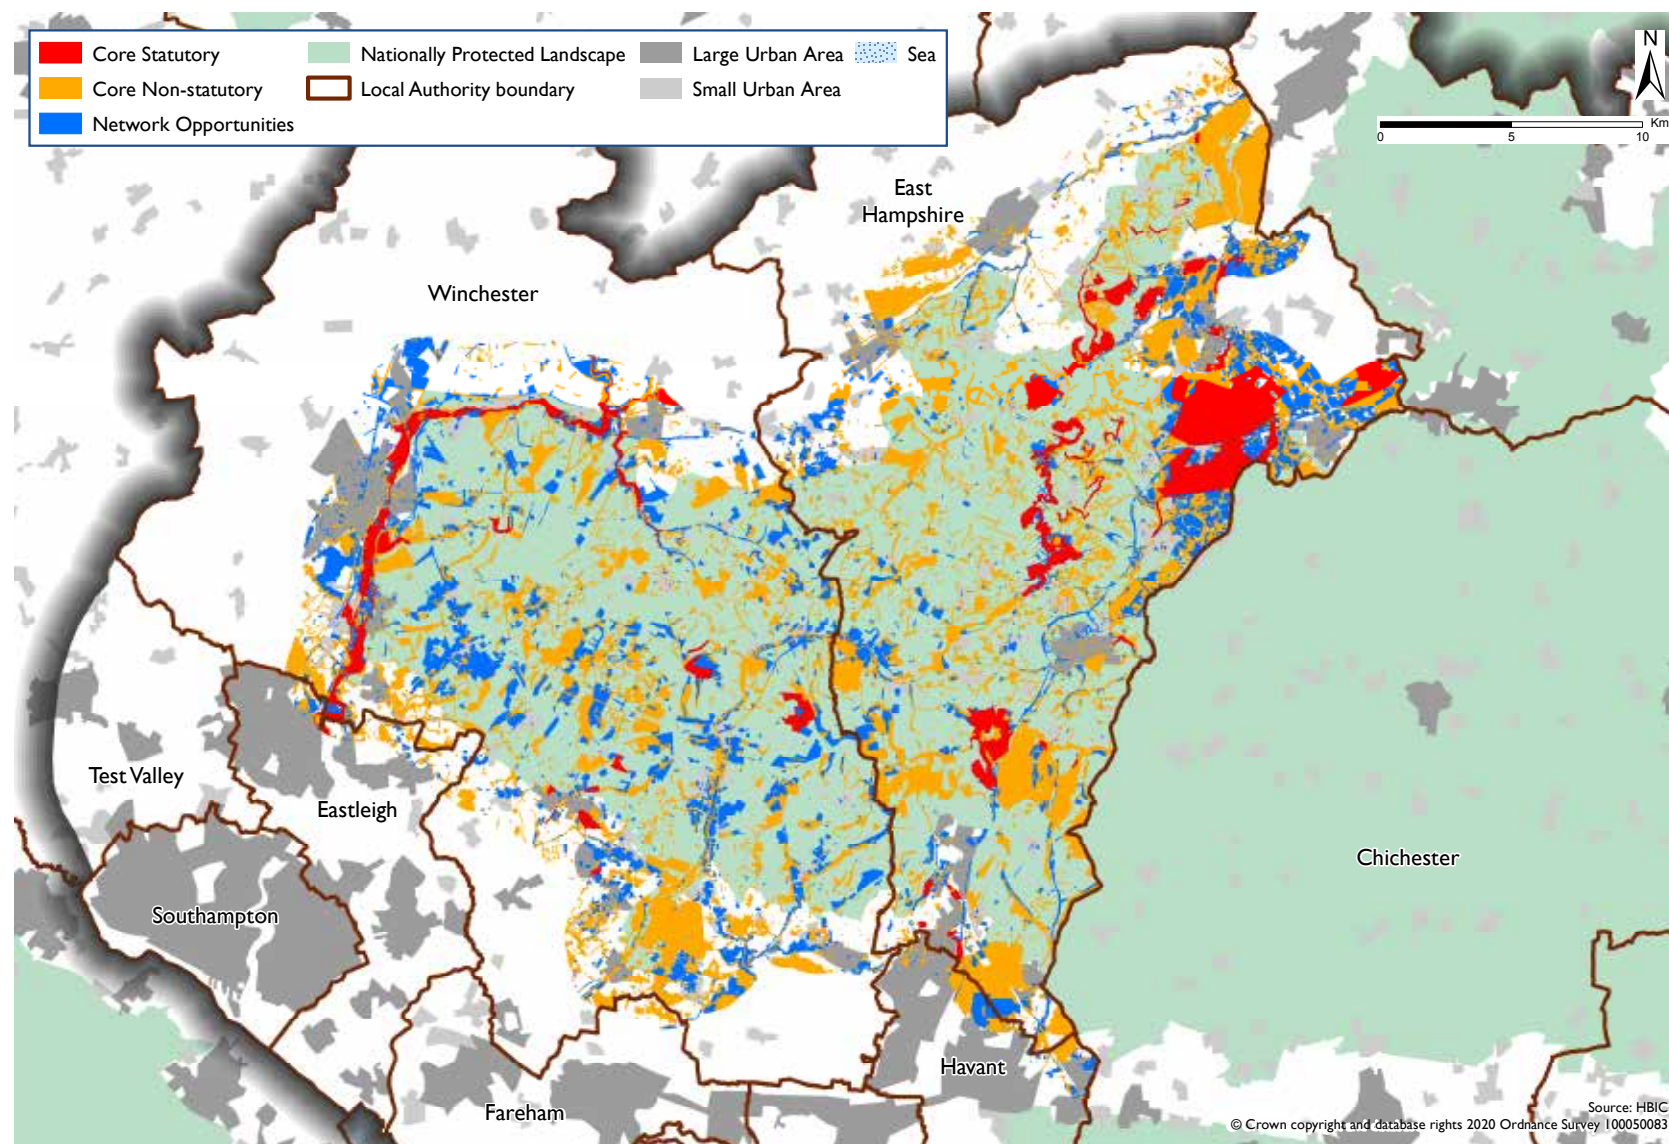 Core Statutory
Nationally Protected Landscape
Large Urban Area
Sea
Core Non-statutory
Local Authority boundary
Small Urban Area
Network Opportunities
N
Km
0
5
10
East
Hampshire
Winchester
Test Valley
Eastleigh
Chichester
Southampton
Havant
Fareham
Source: HBIC
© Crown copyright and database rights 2020 Ordnance Survey 100050083